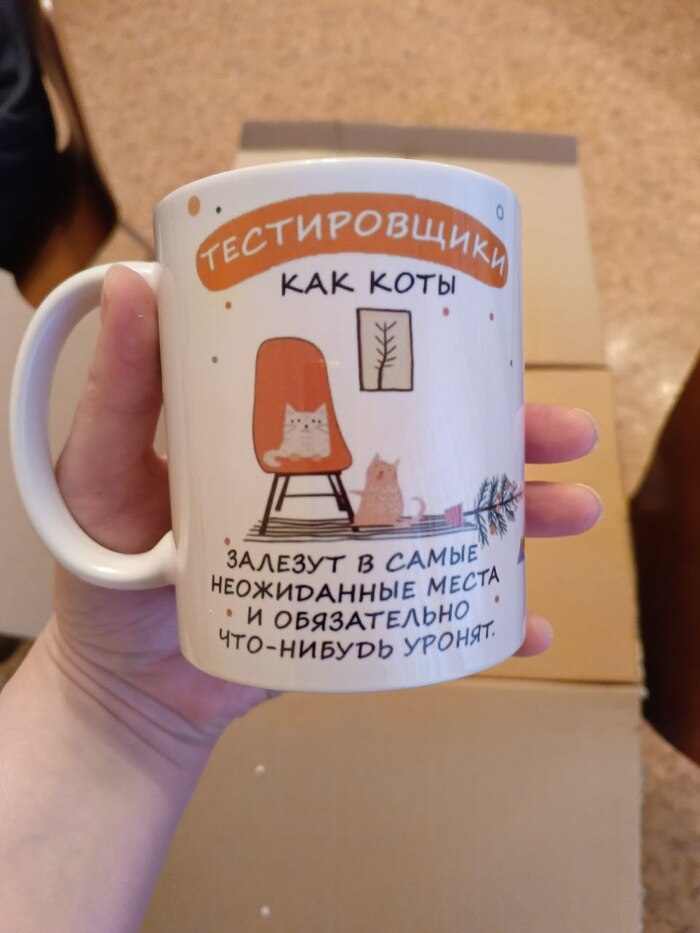 ТЕСТИРОВЩИКИ
КАК КОТЫ
ЗАЛЕЗУТ В САМЫЕ
НЕОЖИДАННЫЕ МЕСТА
И ОБЯЗАТЕЛЬНО
ЧТО-НИБУДЬ УРОНЯТ.